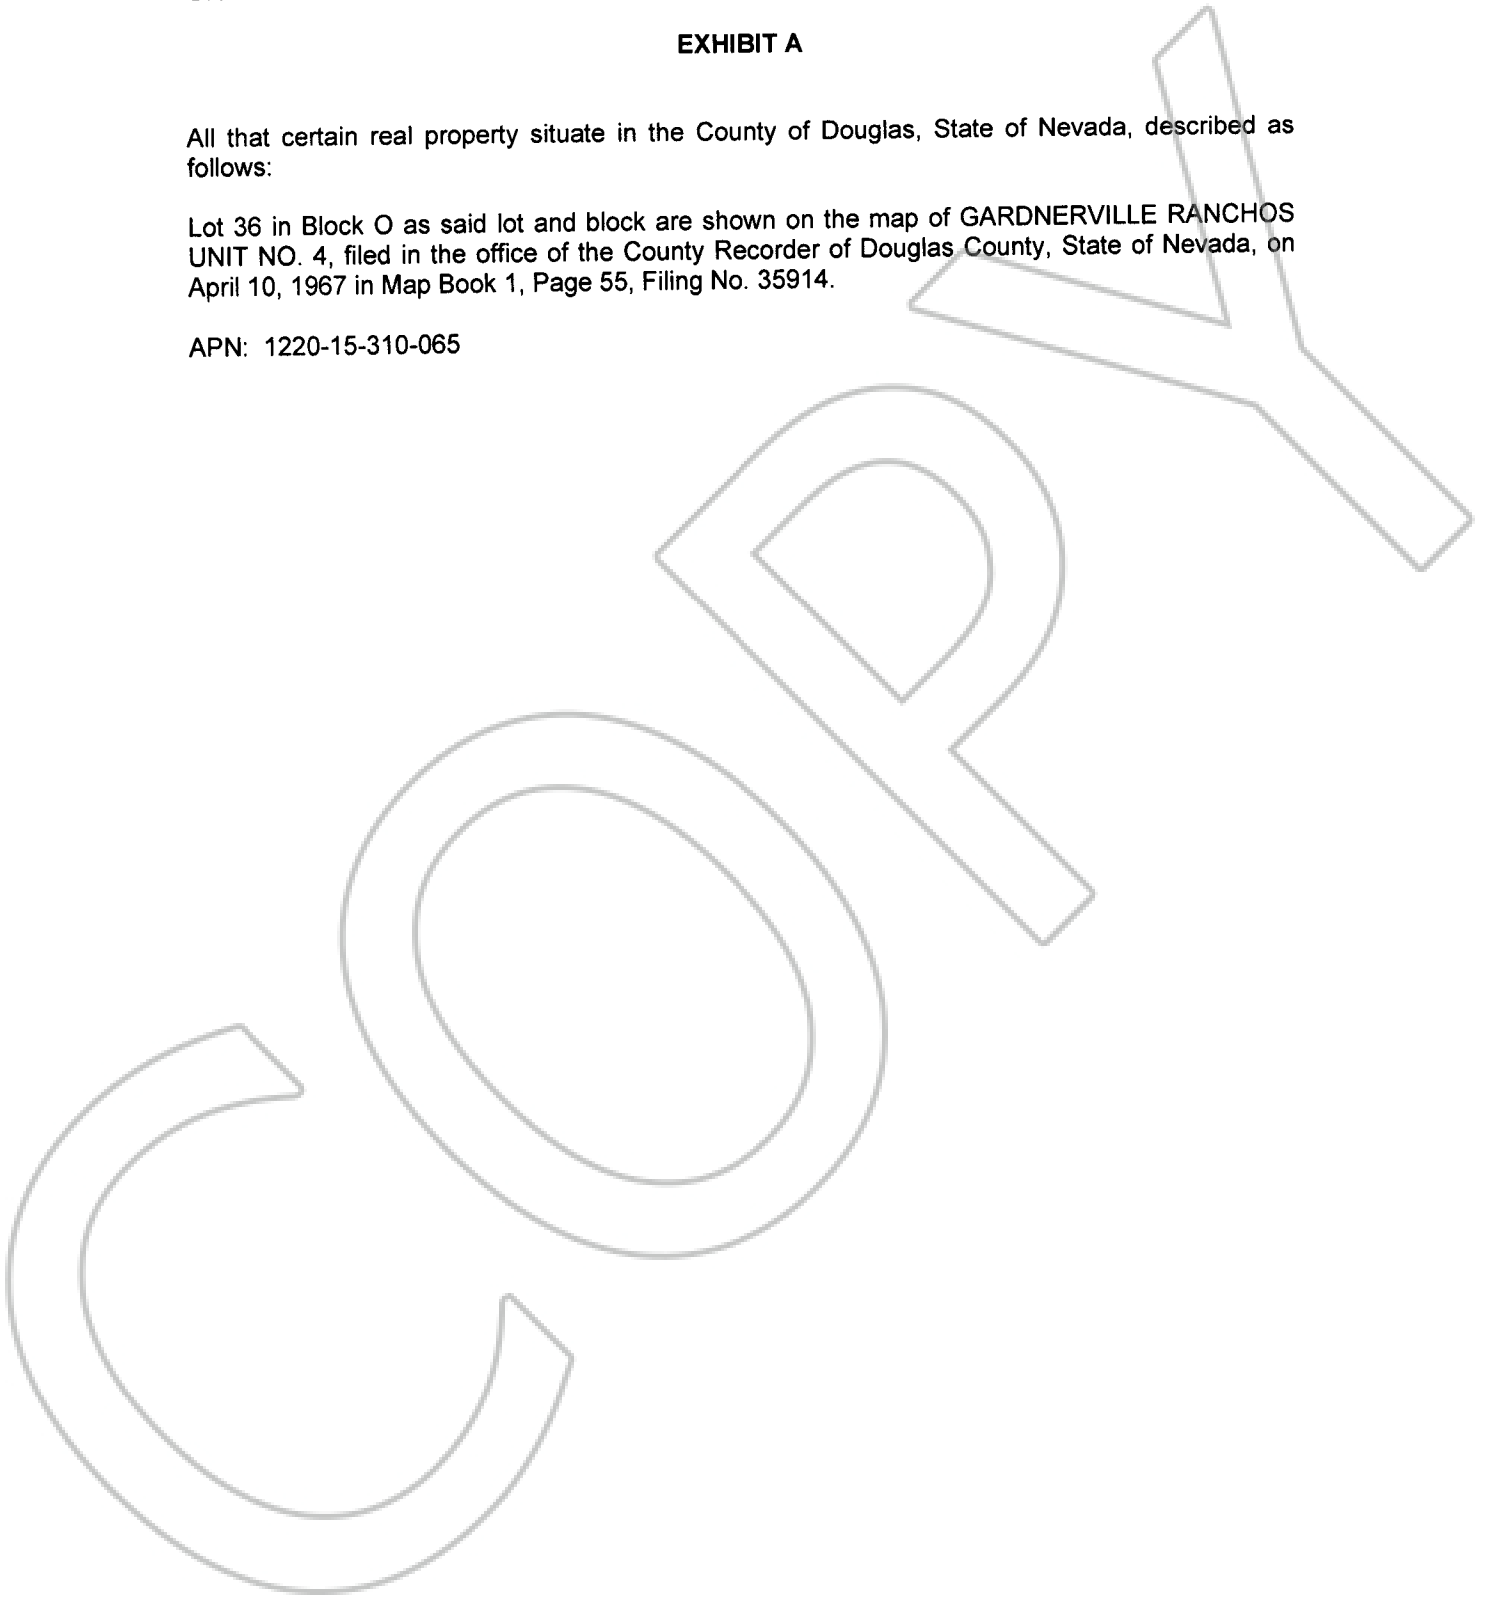 EXHIBIT A
All that certain real property situate in the County of Douglas, State of Nevada, described as
follows:
Lot 36 in Block O as said lot and block are shown on the map of GARDNERVILLE RANCHOS
UNIT NO. 4, filed in the office of the County Recorder of Douglas County, State of Nevada, on
April 10, 1967 in Map Book 1, Page 55, Filing No. 35914.
APN: 1220-15-310-065
COPY